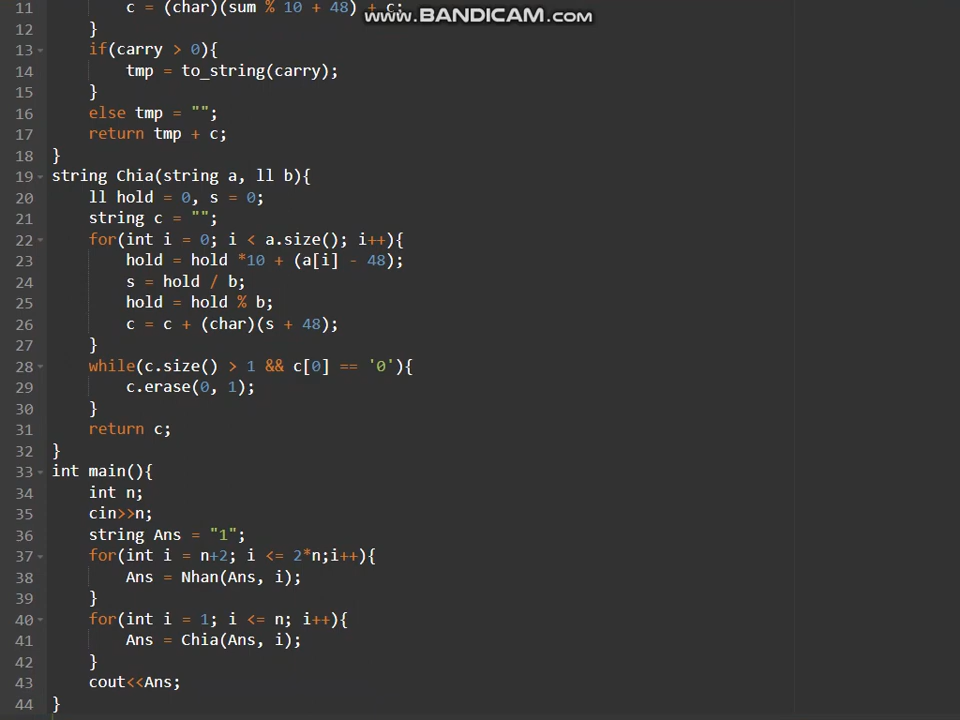 www.BANDICAM.com
11 c = (char)(sum % 10 + 48) + c;
12 }
13 if(carry > 0){
14 tmp = to_string(carry);
15 }
16 else tmp = "";
17 return tmp + c;
18 }
19 string Chia(string a, ll b){
20 ll hold = 0, s = 0;
21 string c = "";
22 for(int i = 0; i < a.size(); i++){
23 hold = hold *10 + (a[i] - 48);
24 s = hold / b;
25 hold = hold % b;
26 c = c + (char)(s + 48);
27 }
28 while(c.size() > 1 && c[0] == '0'){
29 c.erase(0, 1);
30 }
31 return c;
32 }
33 int main(){
34 int n;
35 cin>>n;
36 string Ans = "1";
37 for(int i = n+2; i <= 2*n;i++){
38 Ans = Nhan(Ans, i);
39 }
40 for(int i = 1; i <= n; i++){
41 Ans = Chia(Ans, i);
42 }
43 cout<<Ans;
44 }